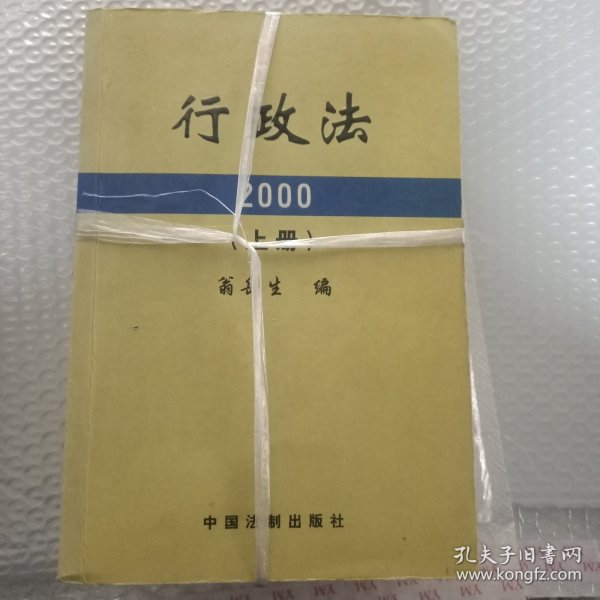 行政法
2000
(上册)
翁岳生 编
中国法制出版社
孔夫子旧書网
www.kongfz.com